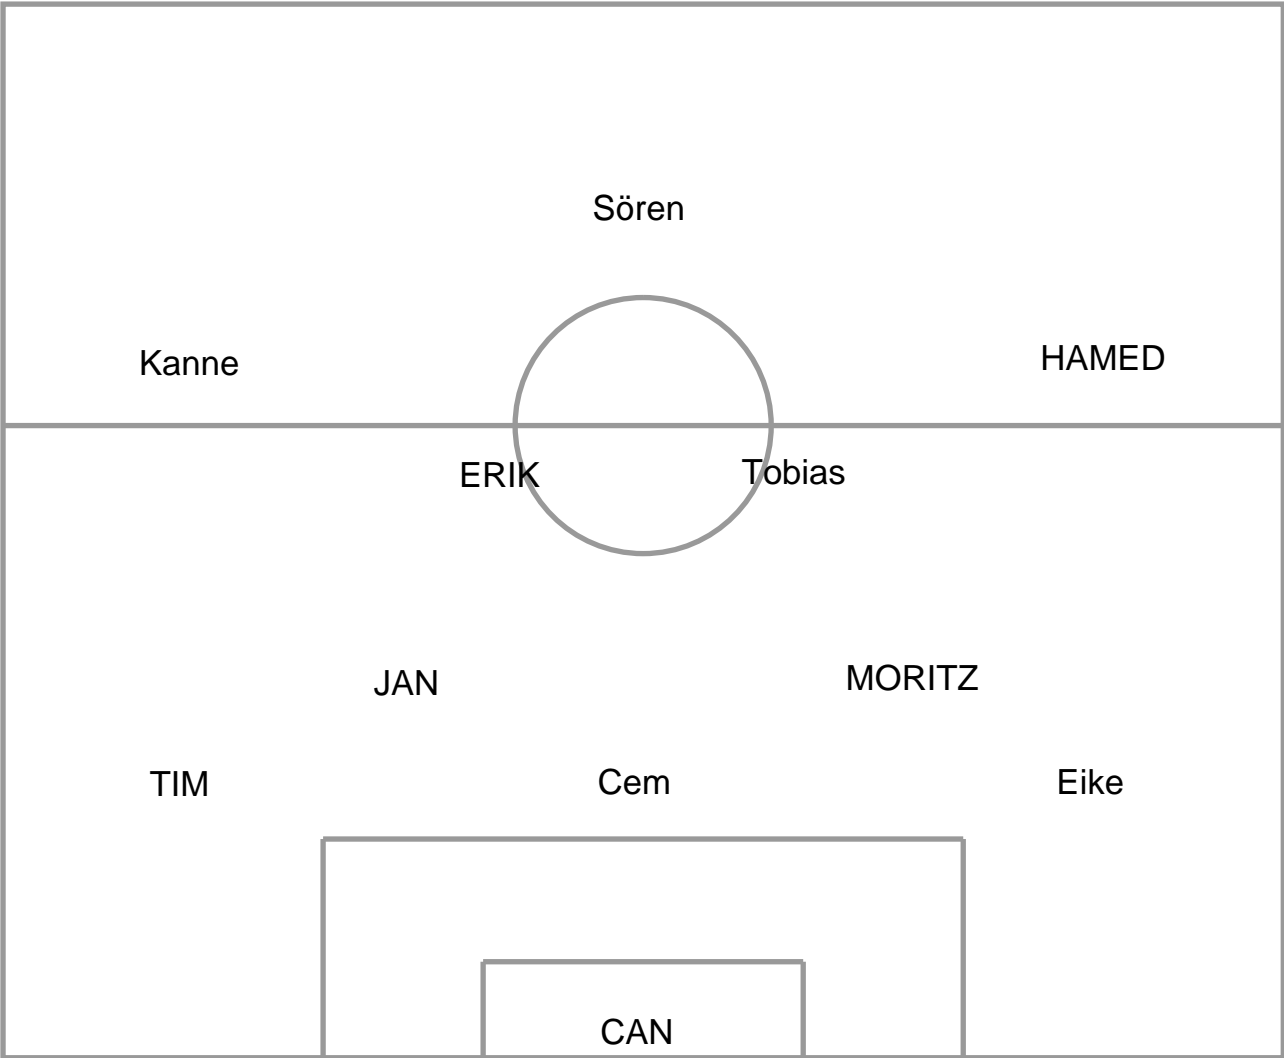 Sören
Kanne
HAMED
ERIK
Tobias
JAN
MORITZ
TIM
Cem
Eike
CAN